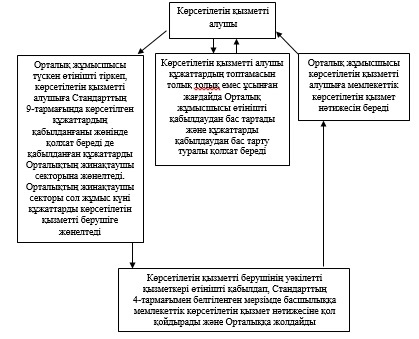 Көрсетілетін қызметті
алушы
Орталық жұмысшысы
түскен өтінішті тіркеп,
көрсетілетін қызметті
алушыға Стандарттың
9-тармағында көрсетілген
құжаттардың
қабылданғаны жөнінде
қолхат береді де
қабылданған құжаттарды
Орталықтың жинақтаушы
секторына жөнелтеді.
Орталықтың жинақтаушы
секторы сол жұмыс күні
құжаттарды көрсетілетін
қызметті берушіге
жөнелтеді
Көрсетілетін қызметті алушы
құжаттардың топтамасын
толық толық емес ұсынған
жағдайда Орталық
жұмысшысы өтінішті
қабылдаудан бас тартады
және құжаттарды
қабылдаудан бас тарту
туралы қолхат береді
Орталық жұмысшысы
көрсетілетін қызметті
алушыға мемлекеттік
көрсетілетін қызмет
нәтижесін береді
Көрсетілетін қызметті берушінің уәкілетті
қызметкері өтінішті қабылдап, Стандарттың
4-тармағымен белгіленген мерзімде басшылыққа
мемлекеттік көрсетілетін қызмет нәтижесіне қол
қойдырады және Орталыққа жолдайды